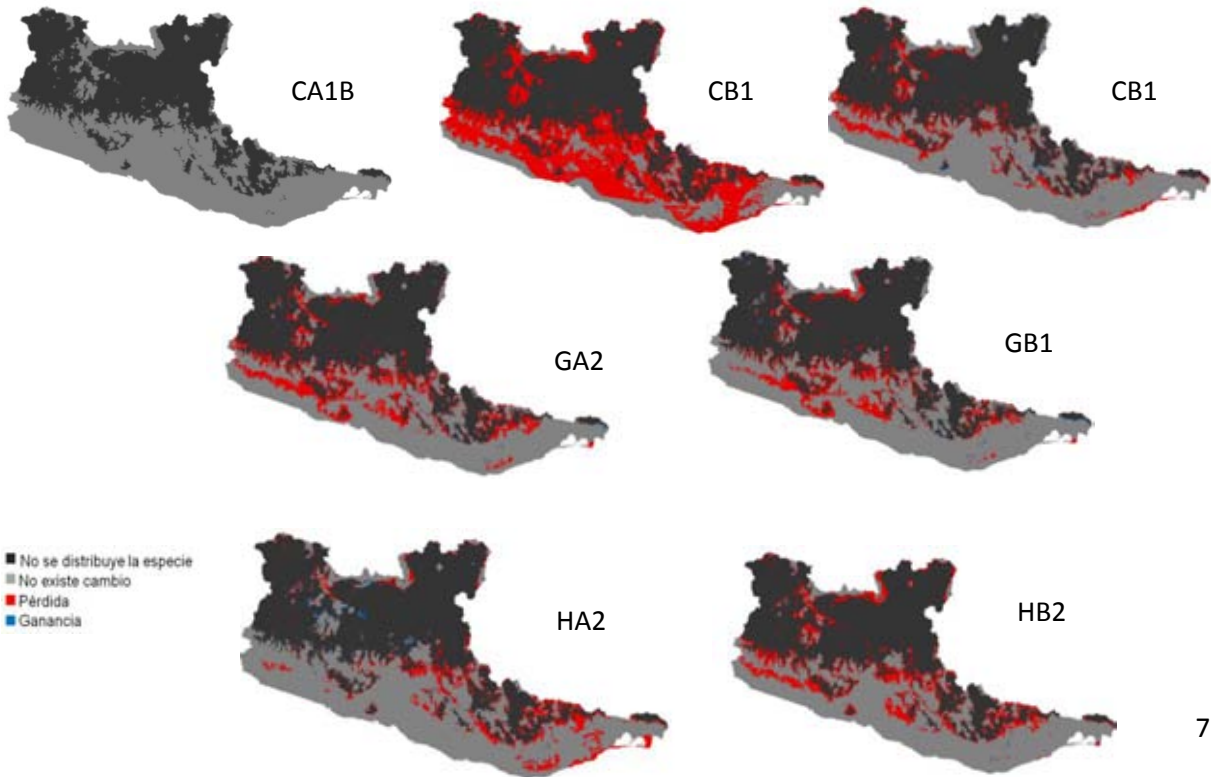 CA1B
CB1
CB1
GA2
GB1
No se distribuye la especie
No existe cambio
Pérdida
Ganancia
HA2
HB2
7